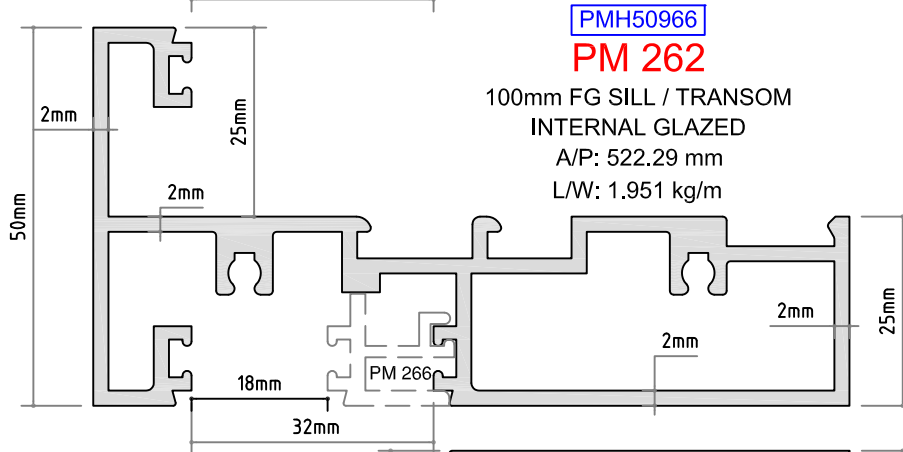 PMH50966
PM 262
100mm FG SILL / TRANSOM
INTERNAL GLAZED
A/P: 522.29 mm
L/W: 1.951 kg/m
2mm
25mm
2mm
50mm
25mm
2mm
2mm
PM 266
18mm
32mm